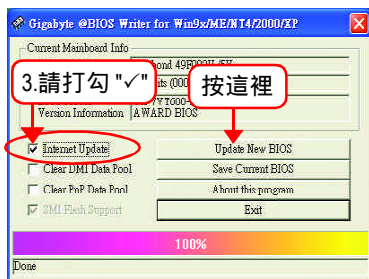 Gigabyte @BIOS Writer for Win9x/ME/NT4/2000/XP
Current Mainboard Info
3.請打勾 "✓"
按這裡
Version Information AWARD BIOS
Internet Update
Update New BIOS
Clear DMI Data Pool
Save Current BIOS
Clear PnP Data Pool
About this program
SMI Flash Support
Exit
100%
Done